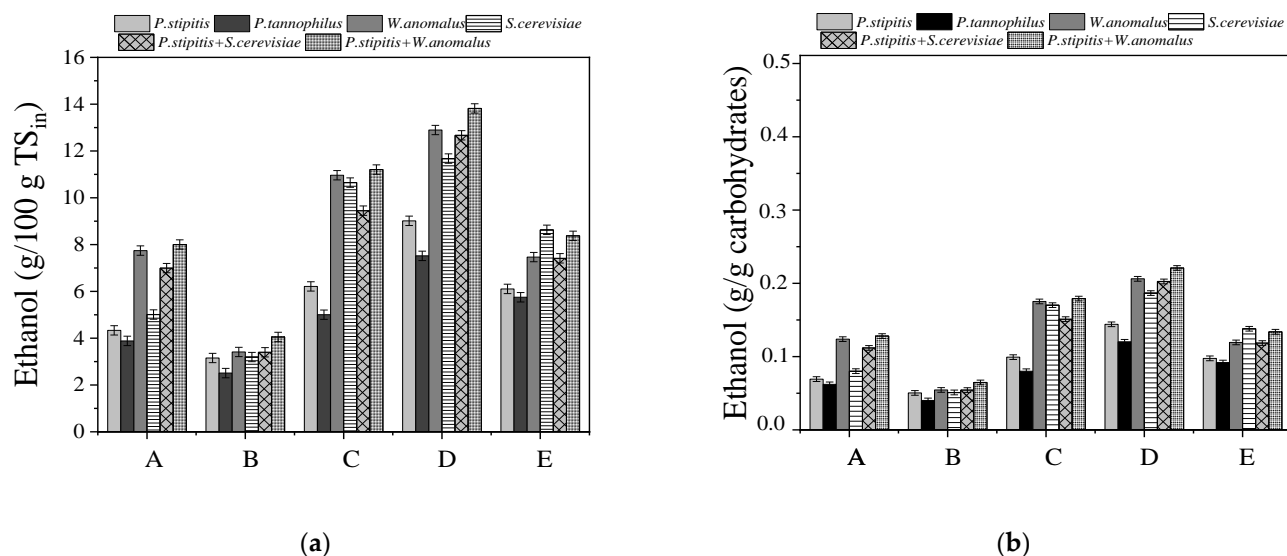 P.stipitis P.tannophilus W.anomalus S.cerevisiae
P.stipitis+S.cerevisiae P.stipitis+W.anomalus
16
14
12
10
8
6
4
2
0
Ethanol (g/100 g TSin)
A B C D E
(a)
P.stipitis P.tannophilus W.anomalus S.cerevisiae
P.stipitis+S.cerevisiae P.stipitis+W.anomalus
0.5
0.4
0.3
0.2
0.1
0.0
Ethanol (g/g carbohydrates)
A B C D E
(b)